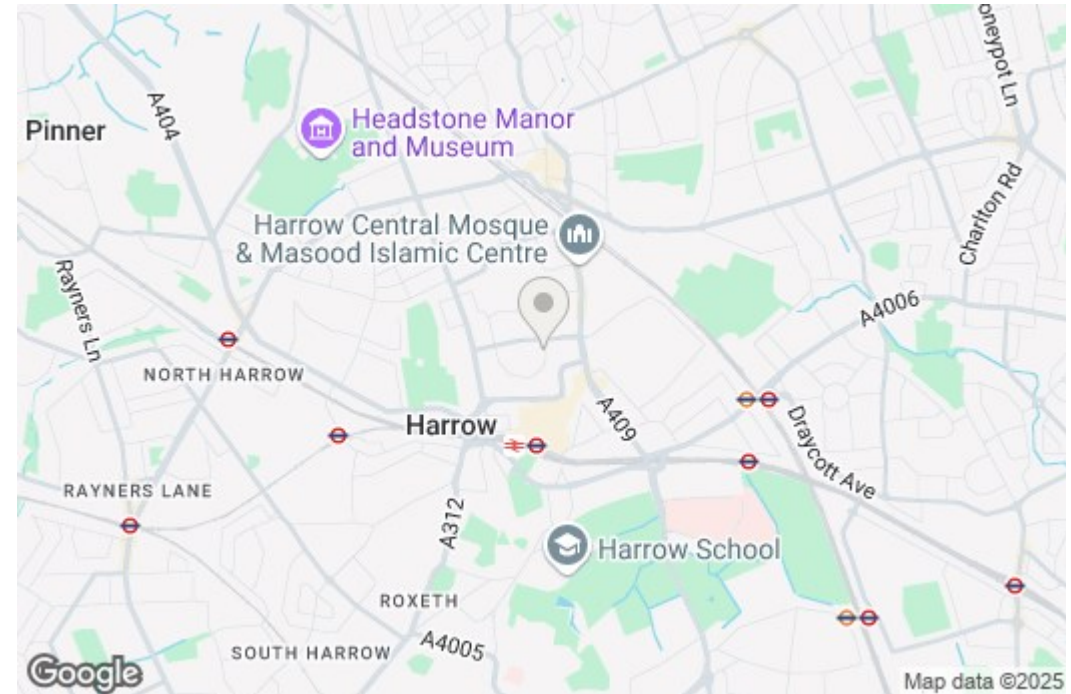 oneypot Ln
A404
Pinner
Headstone Manor
and Museum
Charlton Rd
Harrow Central Mosque
& Masood Islamic Centre
Rayners Ln
A4006
NORTH HARROW
Harrow
A409
Draycott Ave
RAYNERS LANE
A312
Harrow School
ROXETH
A4005
SOUTH HARROW
Google
Map data ©2025